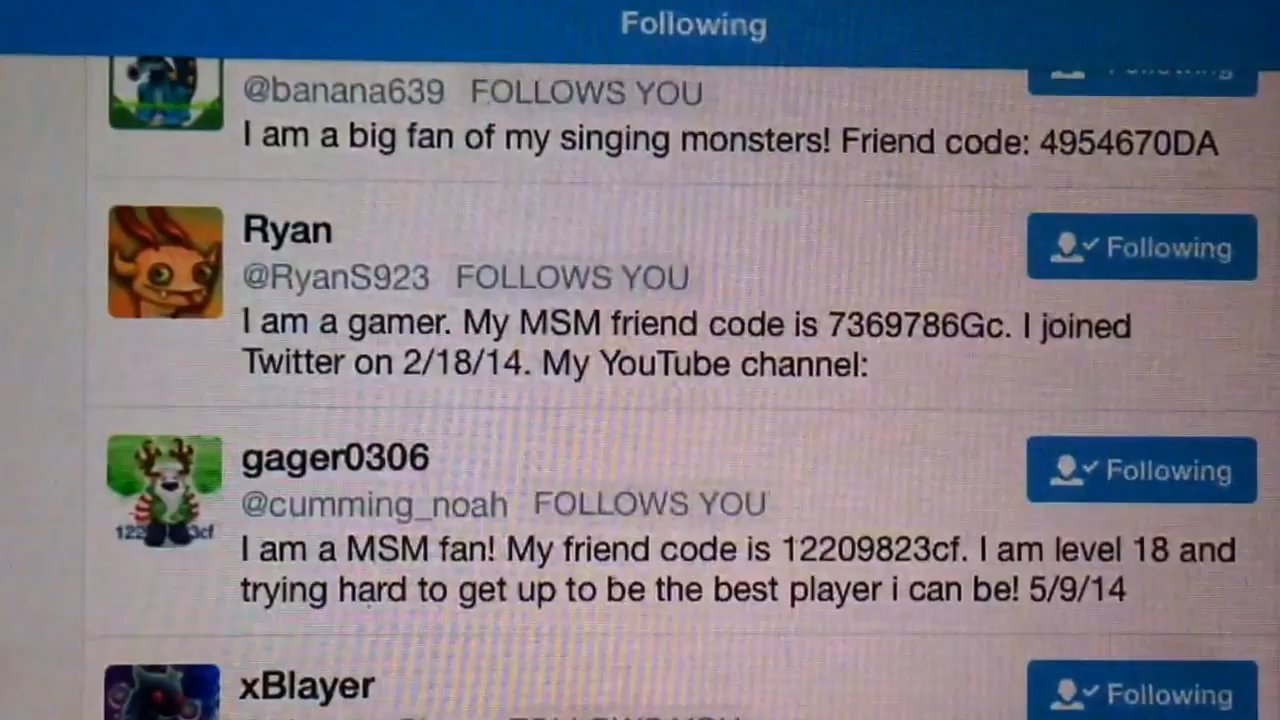 Following
@banana639 FOLLOWS YOU
I am a big fan of my singing monsters! Friend code: 4954670DA
Ryan
Following
@RyanS923 FOLLOWS YOU
I am a gamer. My MSM friend code is 7369786Gc. I joined
Twitter on 2/18/14. My YouTube channel:
gager0306
Following
@cumming_noah FOLLOWS YOU
I am a MSM fan! My friend code is 12209823cf. I am level 18 and
trying hard to get up to be the best player i can be! 5/9/14
xBlayer
Following